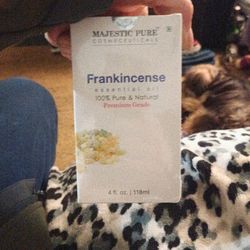 MAJESTIC PURE
COSMECEUTICALS
Frankincense
essential oil
100% Pure & Natural
Premium Grade
4 fl. oz. | 118ml